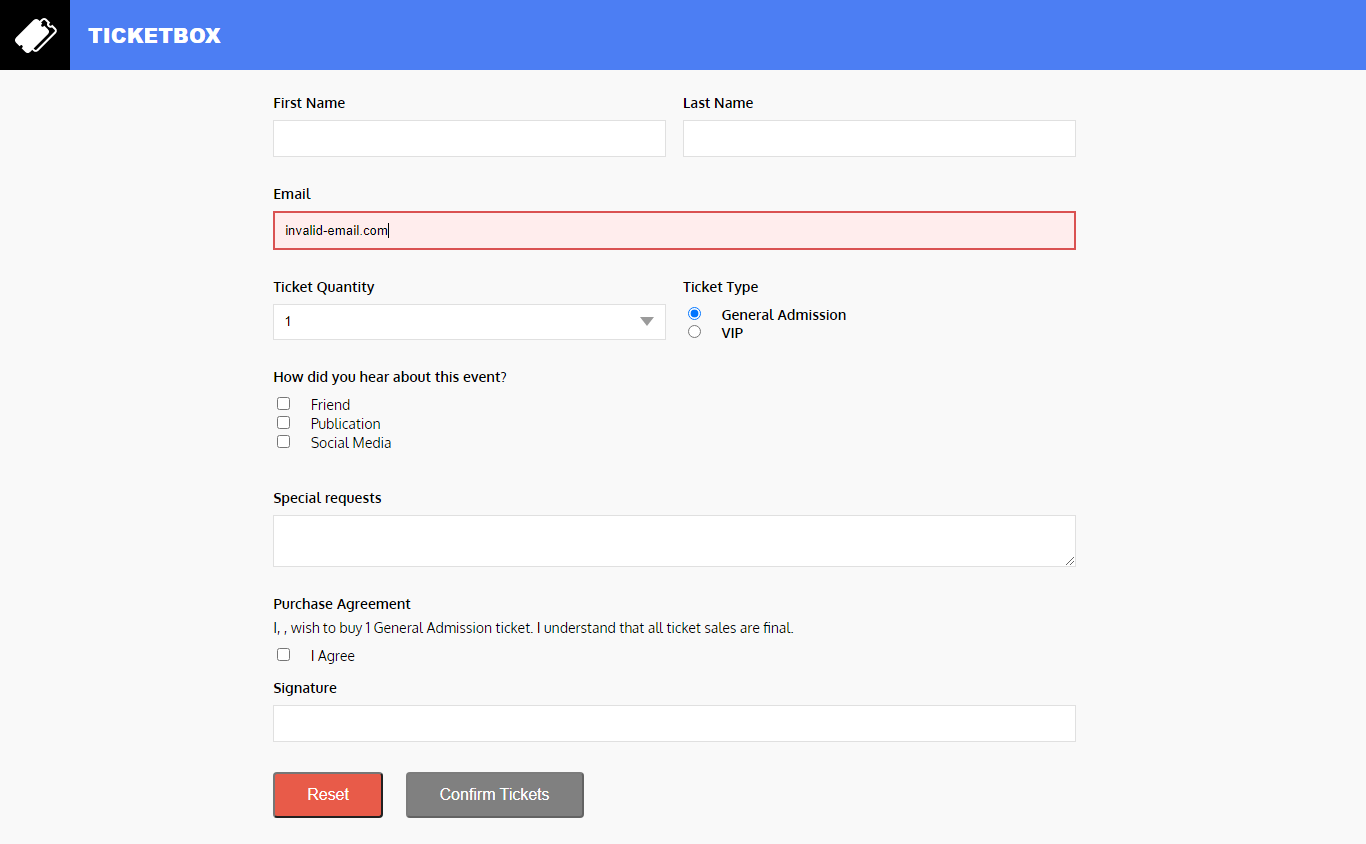 TICKETBOX
First Name
Last Name
Email
invalid-email.com
Ticket Quantity
Ticket Type
1
General Admission
VIP
How did you hear about this event?
Friend
Publication
Social Media
Special requests
Purchase Agreement
I, , wish to buy 1 General Admission ticket. I understand that all ticket sales are final.
I Agree
Signature
Reset
Confirm Tickets